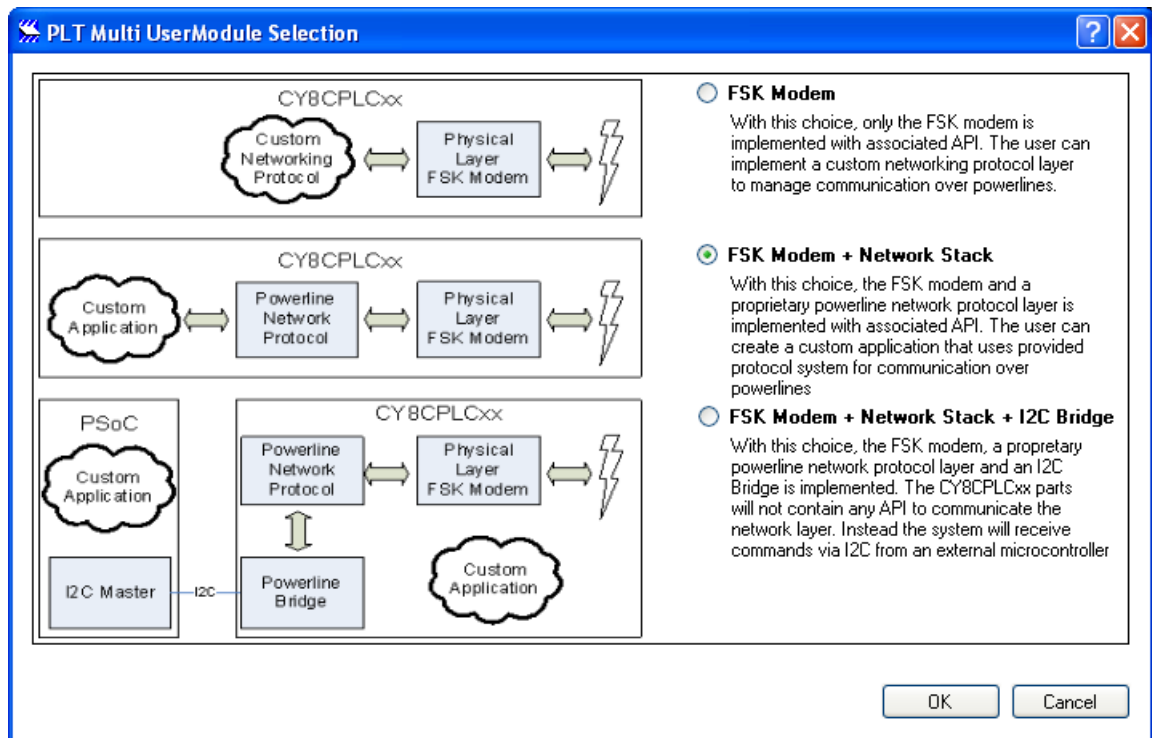 PLT Multi UserModule Selection
CY8CPLCxx
Custom
Networking
Protocol
Physical
Layer
FSK Modem
FSK Modem
With this choice, only the FSK modem is
implemented with associated API. The user can
implement a custom networking protocol layer
to manage communication over powerlines.
CY8CPLCxx
Custom
Application
Powerline
Network
Protocol
Physical
Layer
FSK Modem
FSK Modem + Network Stack
With this choice, the FSK modem and a
proprietary powerline network protocol layer is
implemented with associated API. The user can
create a custom application that uses provided
protocol system for communication over
powerlines
PSoC
Custom
Application
I2C Master
I2C
CY8CPLCxx
Powerline
Network
Protocol
Physical
Layer
FSK Modem
Powerline
Bridge
Custom
Application
FSK Modem + Network Stack + I2C Bridge
With this choice, the FSK modem, a propretary
powerline network protocol layer and an I2C
Bridge is implemented. The CY8CPLCxx parts
will not contain any API to communicate the
network layer. Instead the system will receive
commands via I2C from an external microcontroller
OK
Cancel